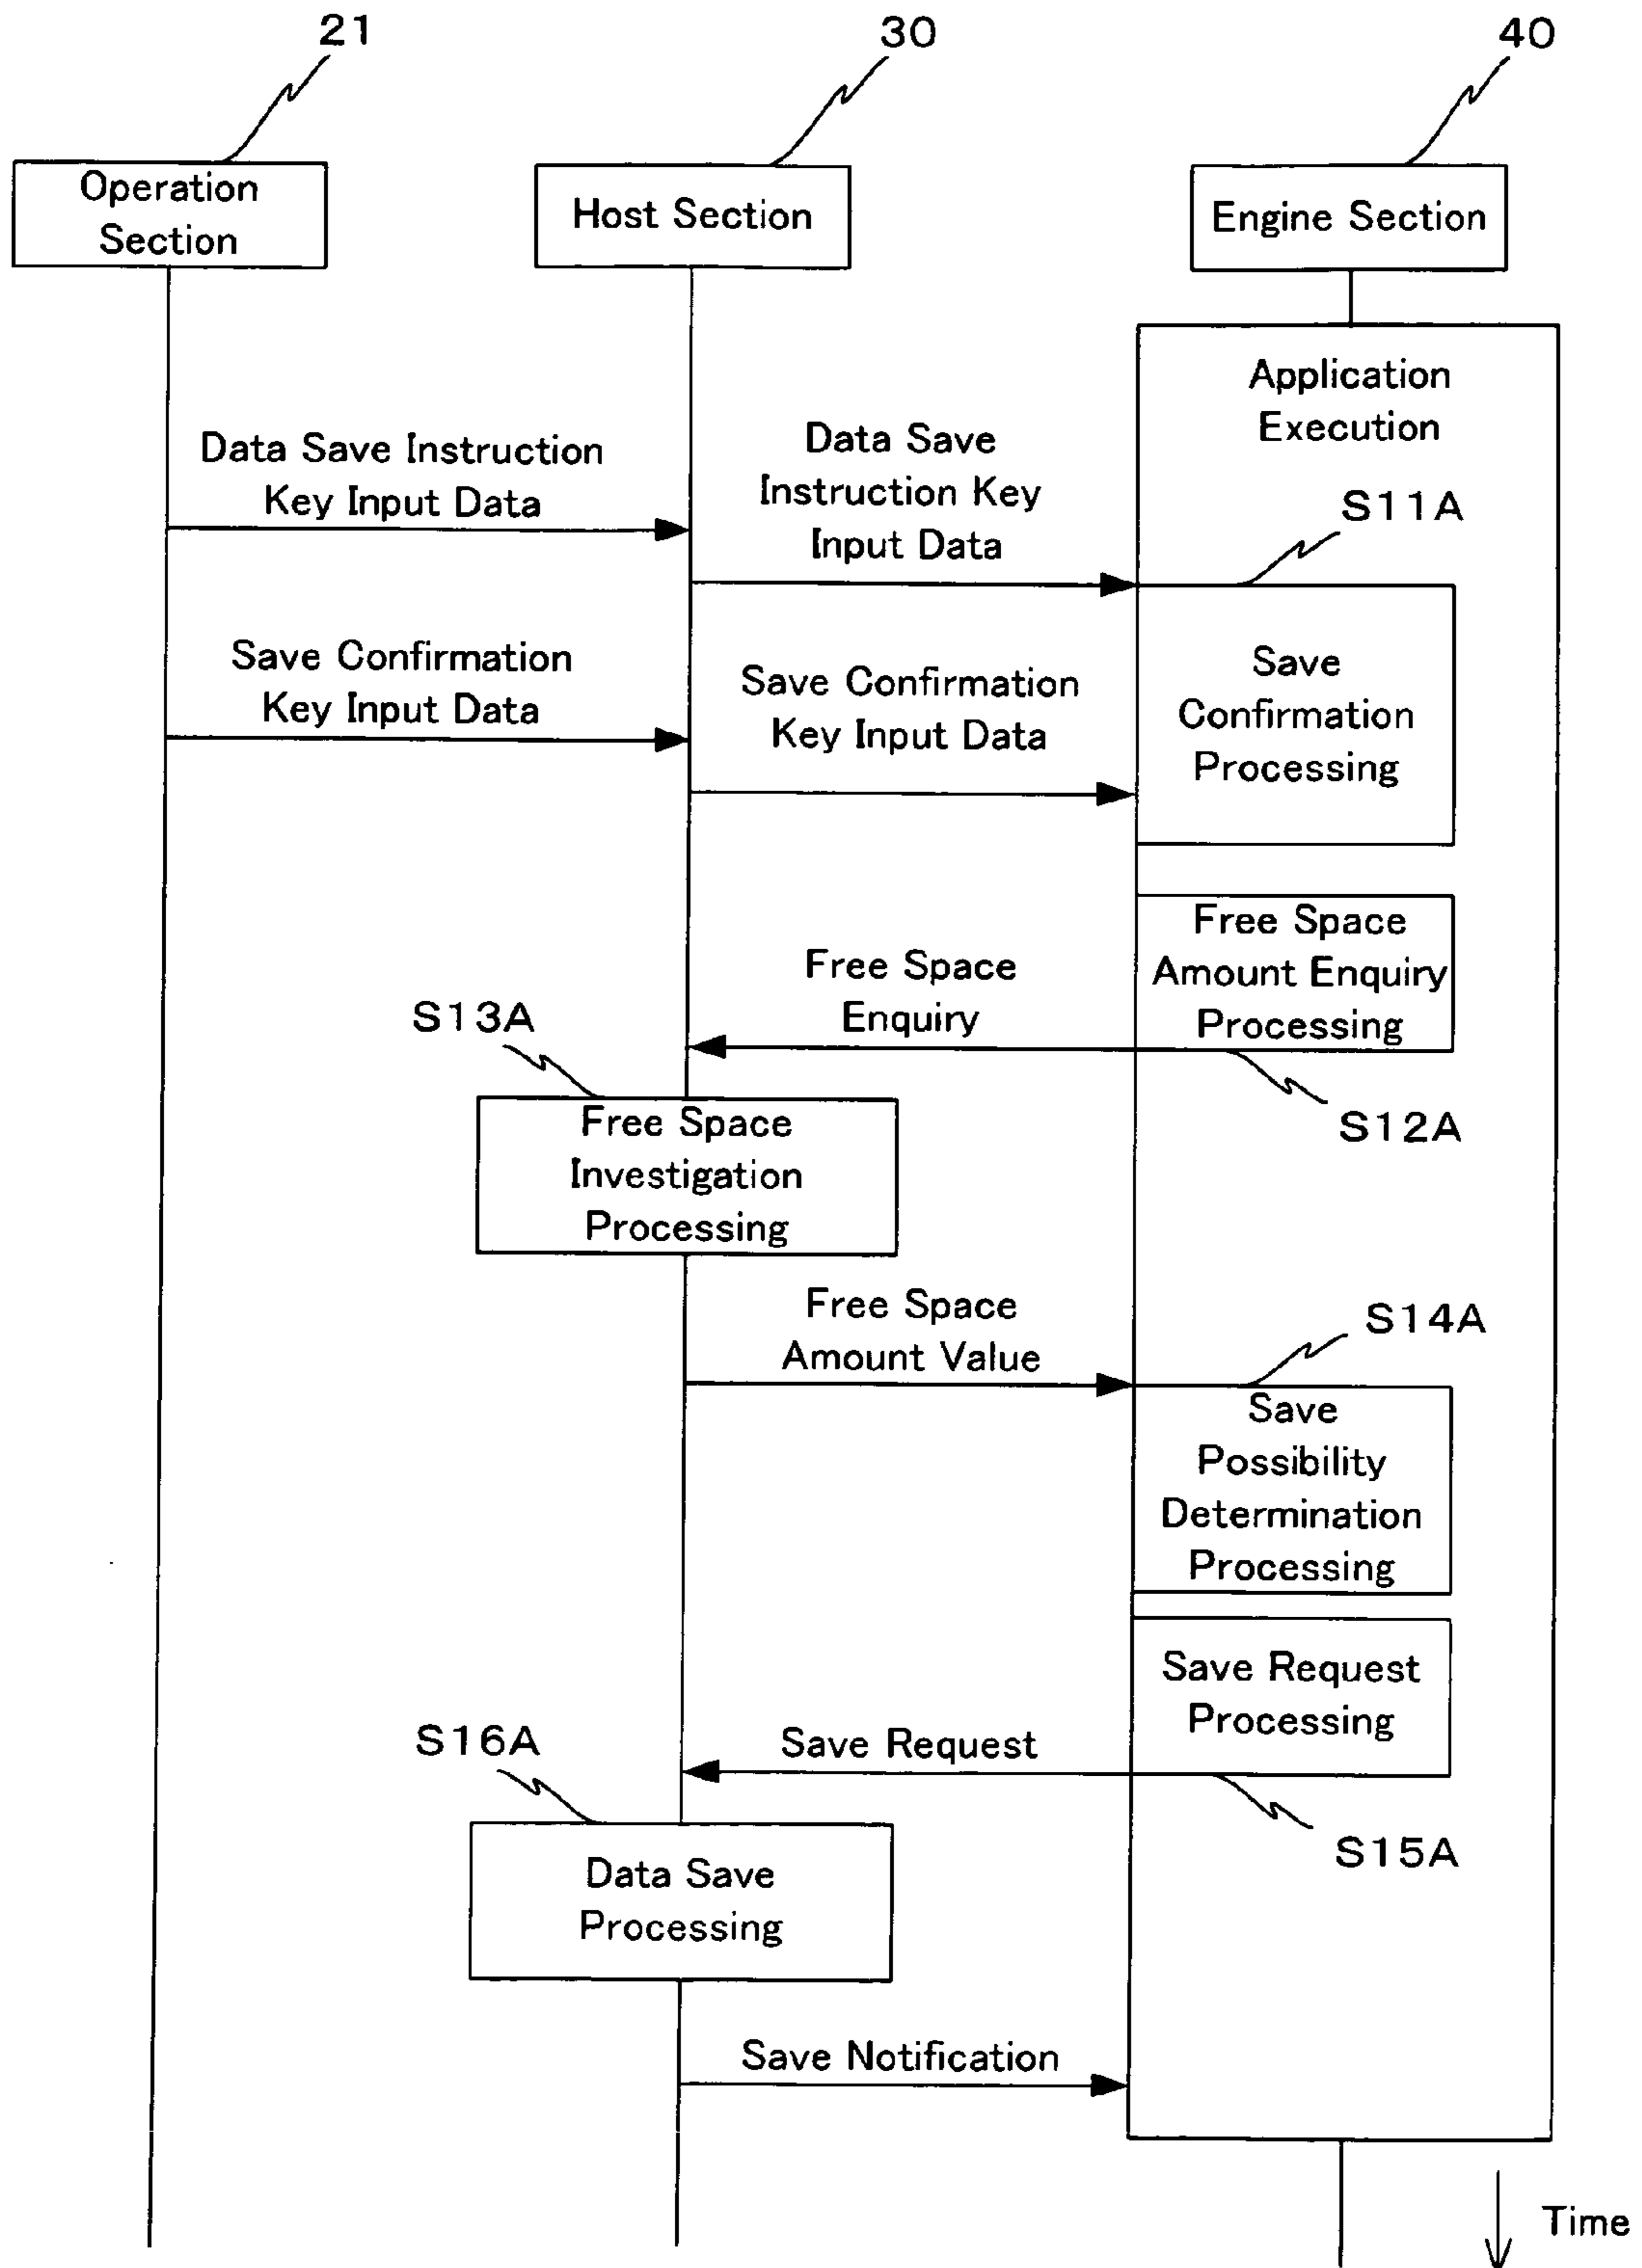 21
30
40
Operation
Section
Host Section
Engine Section
Application
Execution
Data Save Instruction
Key Input Data
Data Save
Instruction Key
Input Data
S11A
Save Confirmation
Key Input Data
Save Confirmation
Key Input Data
Save
Confirmation
Processing
Free Space
Amount Enquiry
Processing
Free Space
Enquiry
S13A
S12A
Free Space
Investigation
Processing
Free Space
Amount Value
S14A
Save
Possibility
Determination
Processing
Save Request
Processing
S16A
Save Request
S15A
Data Save
Processing
Save Notification
Time